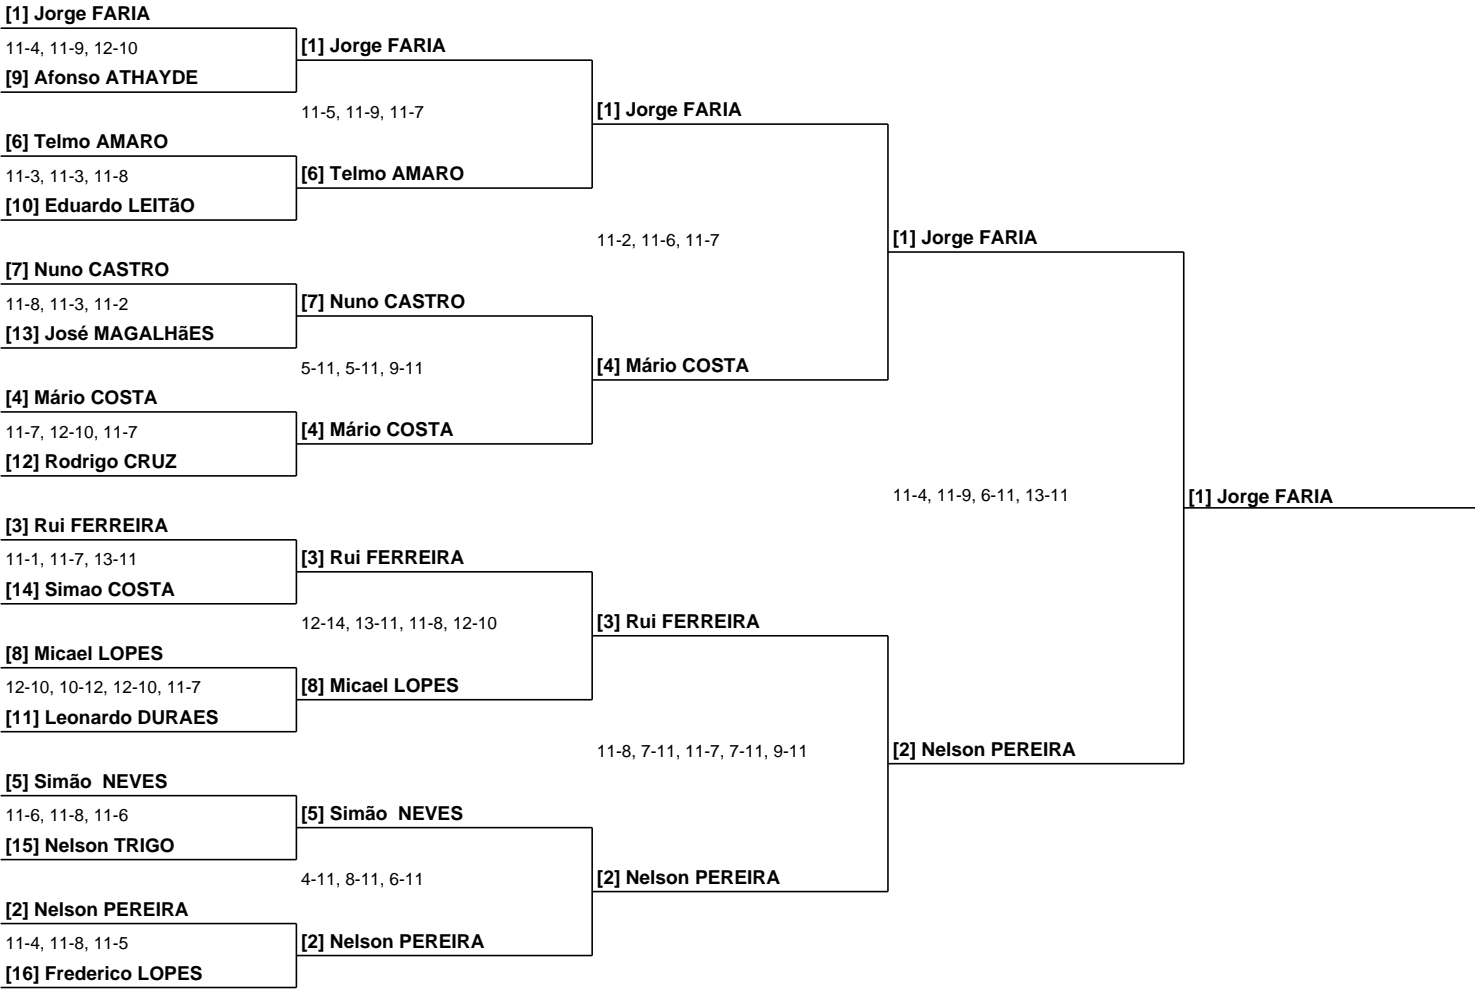 [1] Jorge FARIA
11-4, 11-9, 12-10
[9] Afonso ATHAYDE
[6] Telmo AMARO
11-3, 11-3, 11-8
[10] Eduardo LEITãO
[7] Nuno CASTRO
11-8, 11-3, 11-2
[13] José MAGALHãES
[4] Mário COSTA
11-7, 12-10, 11-7
[12] Rodrigo CRUZ
[3] Rui FERREIRA
11-1, 11-7, 13-11
[14] Simao COSTA
[8] Micael LOPES
12-10, 10-12, 12-10, 11-7
[11] Leonardo DURAES
[5] Simão  NEVES
11-6, 11-8, 11-6
[15] Nelson TRIGO
[2] Nelson PEREIRA
11-4, 11-8, 11-5
[16] Frederico LOPES
[1] Jorge FARIA
11-5, 11-9, 11-7
[6] Telmo AMARO
[7] Nuno CASTRO
5-11, 5-11, 9-11
[4] Mário COSTA
[3] Rui FERREIRA
12-14, 13-11, 11-8, 12-10
[8] Micael LOPES
[5] Simão  NEVES
4-11, 8-11, 6-11
[2] Nelson PEREIRA
[1] Jorge FARIA
11-2, 11-6, 11-7
[4] Mário COSTA
[3] Rui FERREIRA
11-8, 7-11, 11-7, 7-11, 9-11
[2] Nelson PEREIRA
[1] Jorge FARIA
11-4, 11-9, 6-11, 13-11
[2] Nelson PEREIRA
[1] Jorge FARIA